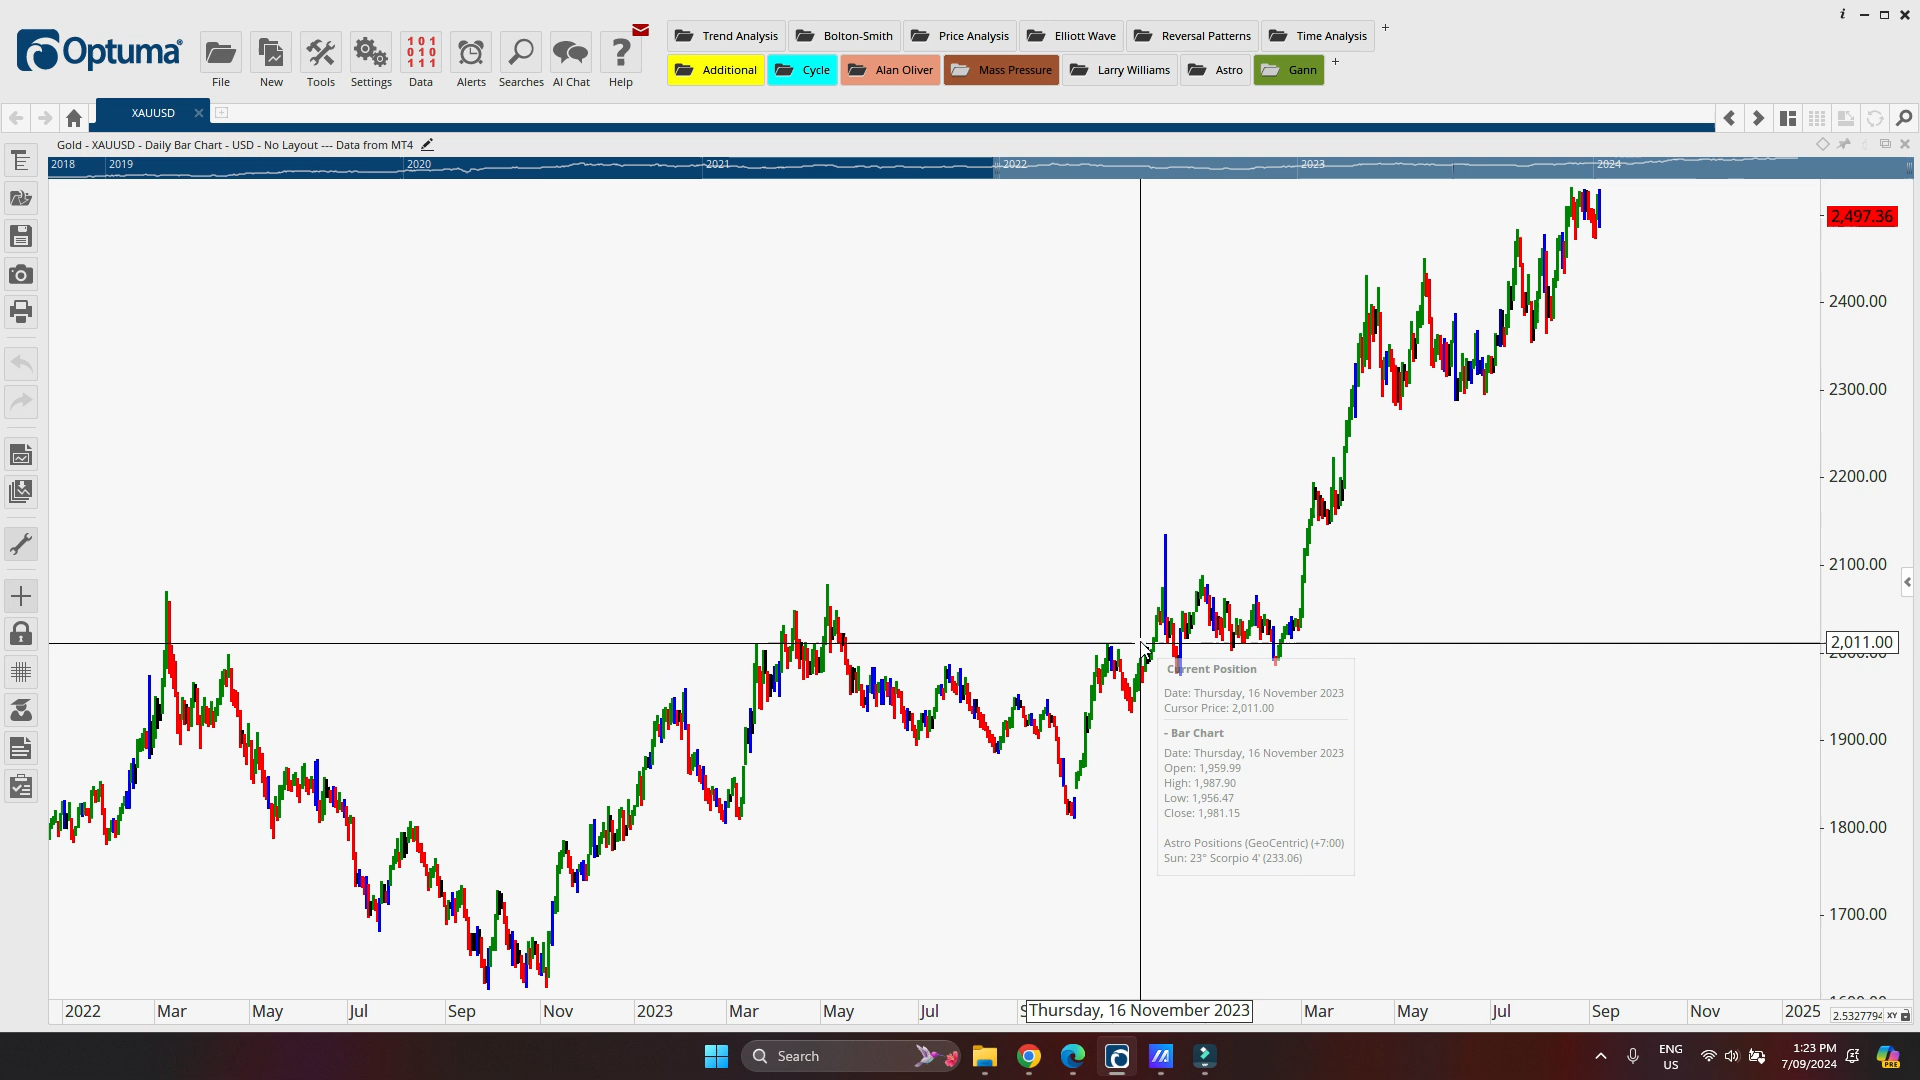 Optuma
File
New
Tools
Settings
Data
Alerts
Searches
AI Chat
Help
Trend Analysis
Bolton-Smith
Price Analysis
Elliott Wave
Reversal Patterns
Time Analysis
+
Additional
Cycle
Alan Oliver
Mass Pressure
Larry Williams
Astro
Gann
+
XAUUSD
Gold - XAUUSD - Daily Bar Chart - USD - No Layout --- Data from MT4
2018
2019
2020
2021
2022
2023
2024
2,497.36
2400.00
2300.00
2200.00
2100.00
2,011.00
1900.00
1800.00
1700.00
Current Position
Date: Thursday, 16 November 2023
Cursor Price: 2,011.00
- Bar Chart
Date: Thursday, 16 November 2023
Open: 1,959.99
High: 1,987.90
Low: 1,956.47
Close: 1,981.15
Astro Positions (GeoCentric) (+7:00)
Sun: 23° Scorpio 4' (233.06)
2022
Mar
May
Jul
Sep
Nov
2023
Mar
May
Jul
Thursday, 16 November 2023
Mar
May
Jul
Sep
Nov
2025
2.5327794
XY
Search
ENG
US
1:23 PM
7/09/2024
PRE